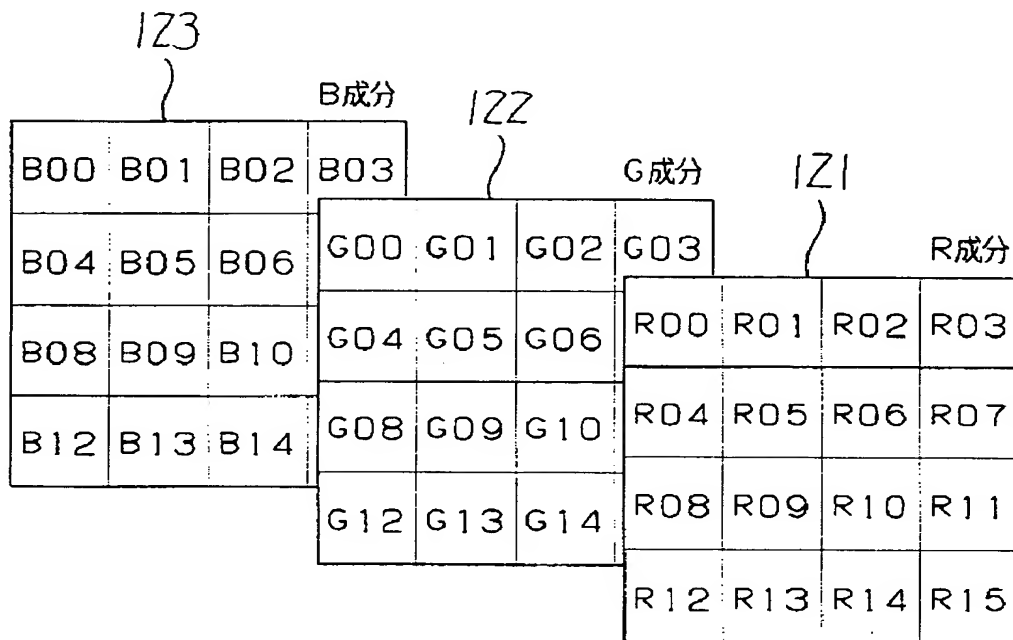 123
B成分
B00 B01 B02 B03
B04 B05 B06
B08 B09 B10
B12 B13 B14
122
G成分
G00 G01 G02 G03
G04 G05 G06
G08 G09 G10
G12 G13 G14
121
R成分
R00 R01 R02 R03
R04 R05 R06 R07
R08 R09 R10 R11
R12 R13 R14 R15